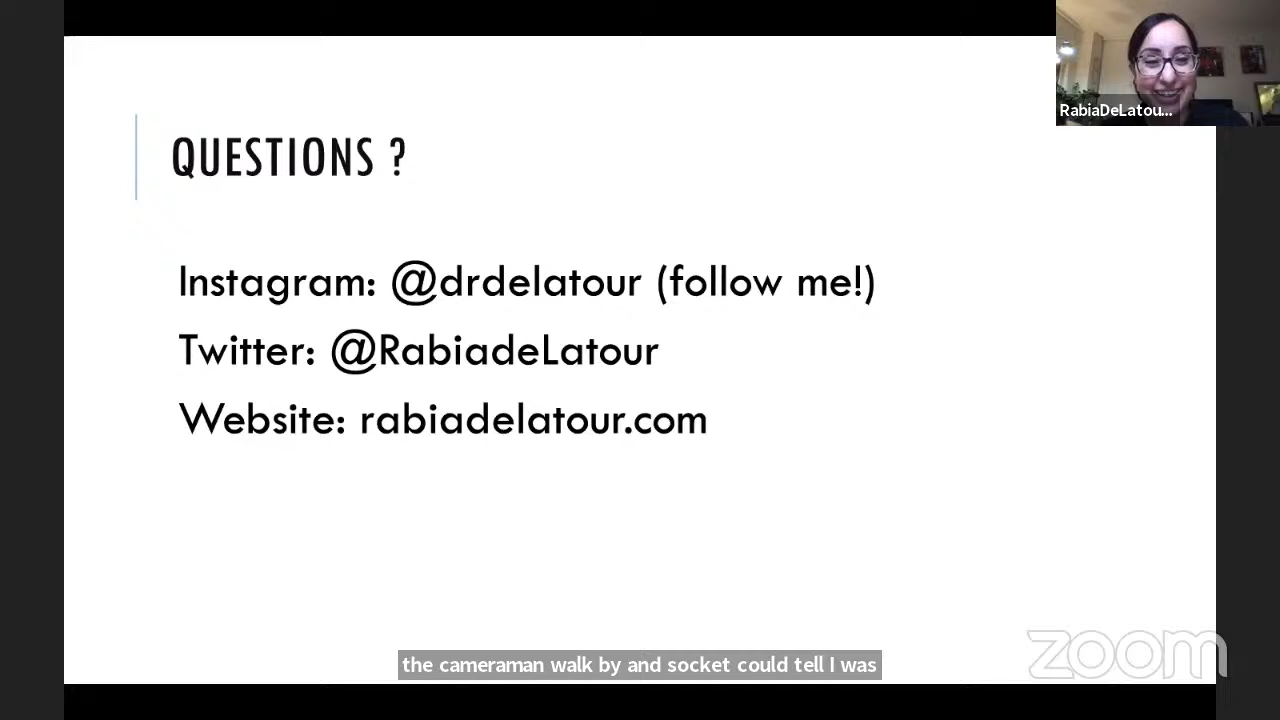 RabiaDeLatou...
QUESTIONS ?
Instagram: @drdelatour (follow me!)
Twitter: @RabiadeLatour
Website: rabiadelatour.com
the cameraman walk by and socket could tell I was
zoom